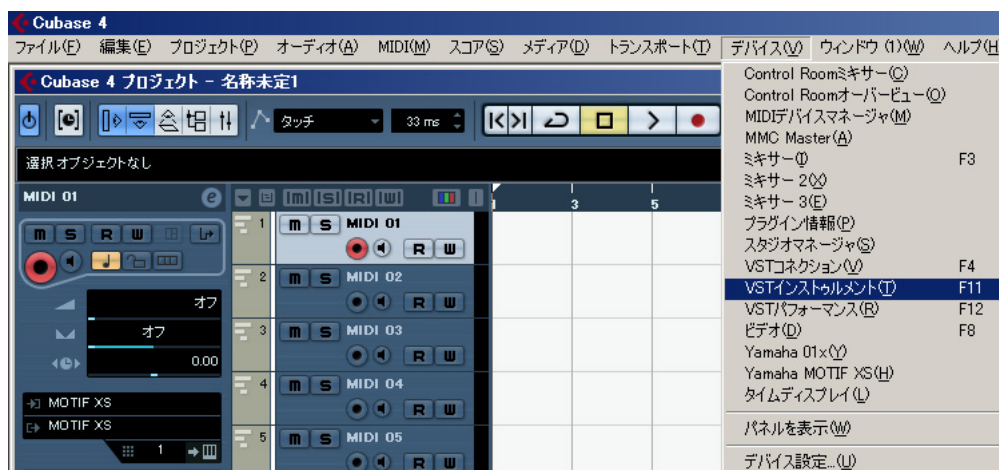 Cubase 4
ファイル(F) 編集(E) プロジェクト(P) オーディオ(A) MIDI(M) スコア(S) メディア(D) トランスポート(T) デバイス(V) ウィンドウ (1)(W) ヘルプ(H
Cubase 4 プロジェクト - 名称未定1
タッチ 33 ms
選択オブジェクトなし
MIDI 01 e m S R W
1 3 5
m S R W
オフ
オフ
0.00
MOTIF XS
MOTIF XS
1
1 m S MIDI 01
R W
2 m S MIDI 02
R W
3 m S MIDI 03
R W
4 m S MIDI 04
R W
5 m S MIDI 05
R W
Control Roomミキサー(C)
Control Roomオーバービュー(O)
MIDIデバイスマネージャ(M)
MMC Master(A)
ミキサー(I) F3
ミキサー 2(X)
ミキサー 3(E)
プラグイン情報(P)
スタジオマネージャ(S)
VSTコネクション(V) F4
VSTインストゥルメント(T) F11
VSTパフォーマンス(R) F12
ビデオ(D) F8
Yamaha 01x(Y)
Yamaha MOTIF XS(H)
タイムディスプレイ(L)
パネルを表示(W)
デバイス設定...(U)